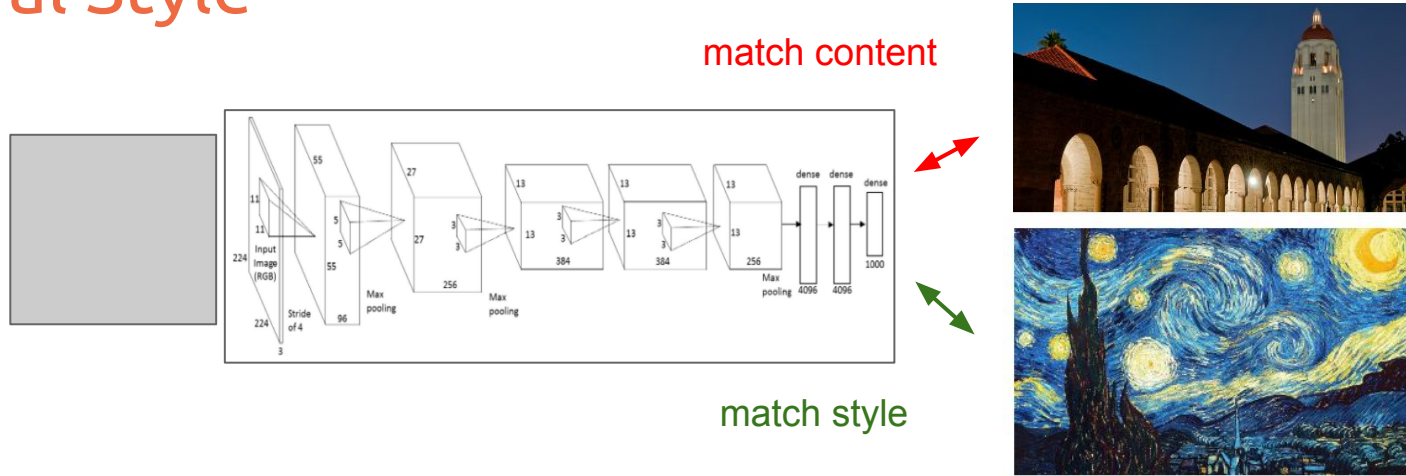 al Style
match content
55
27
13
13
13
dense
dense
dense
11
11
5
5
3
3
3
3
3
3
27
13
13
13
224
Input
Image
(RGB)
55
384
384
256
1000
Max
pooling
4096
4096
256
Max
pooling
Max
pooling
96
Stride
of 4
224
3
match style